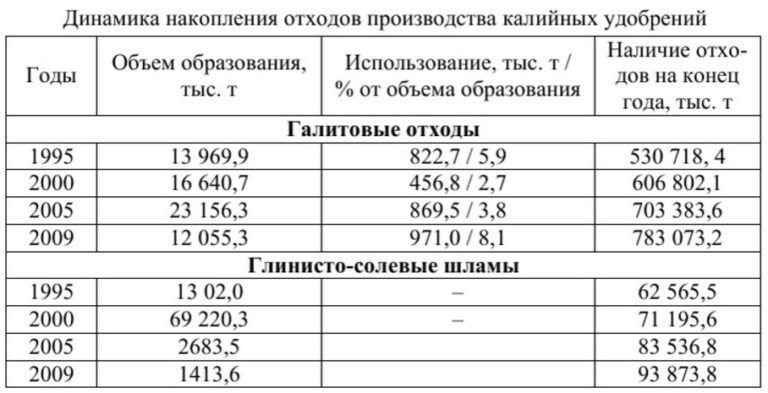 Динамика накопления отходов производства калийных удобрений
Годы
Объем образования,
тыс. т
Использование, тыс. т /
% от объема образования
Наличие отхо-
дов на конец
года, тыс. т
Галитовые отходы
1995 13 969,9 822,7 / 5,9 530 718, 4
2000 16 640,7 456,8 / 2,7 606 802,1
2005 23 156,3 869,5 / 3,8 703 383,6
2009 12 055,3 971,0 / 8,1 783 073,2
Глинисто-солевые шламы
1995 13 02,0 – 62 565,5
2000 69 220,3 – 71 195,6
2005 2683,5 83 536,8
2009 1413,6 93 873,8